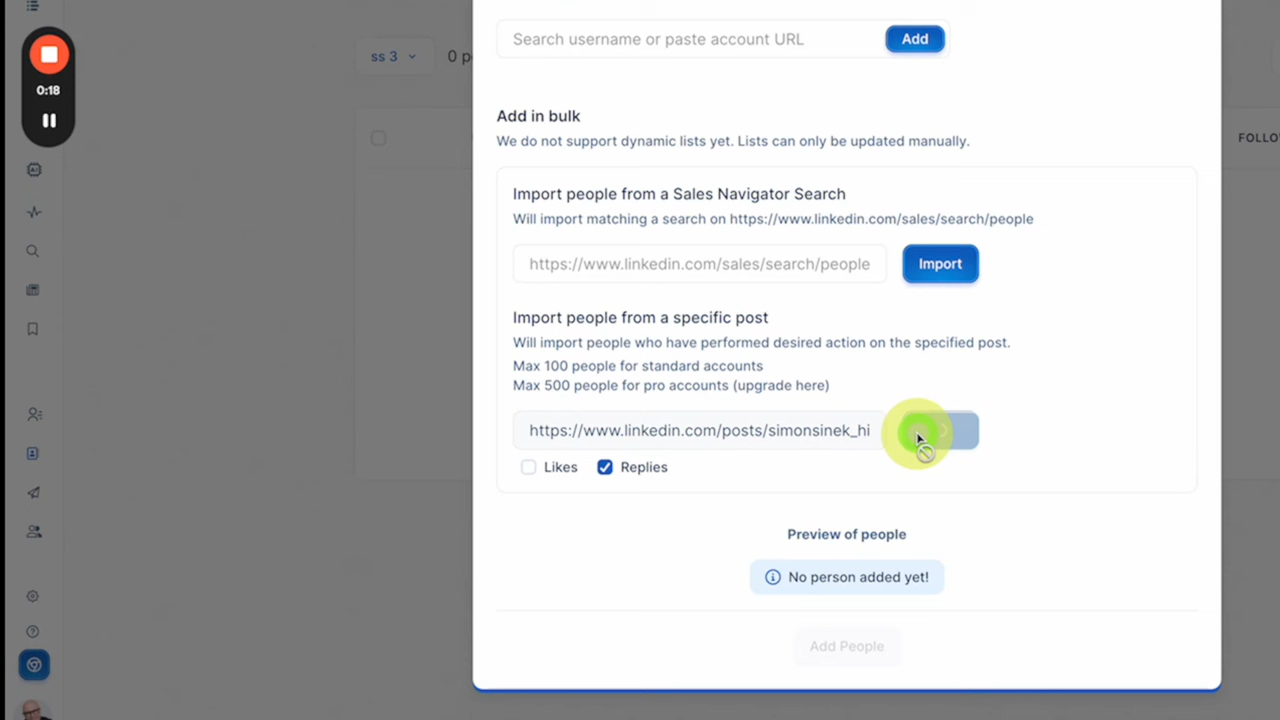 Search username or paste account URL
Add
0:18
ss 3
0 p
Add in bulk
We do not support dynamic lists yet. Lists can only be updated manually.
FOLLO
Import people from a Sales Navigator Search
Will import matching a search on https://www.linkedin.com/sales/search/people
https://www.linkedin.com/sales/search/people
Import
Import people from a specific post
Will import people who have performed desired action on the specified post.
Max 100 people for standard accounts
Max 500 people for pro accounts (upgrade here)
https://www.linkedin.com/posts/simonsinek_hi
Likes
Replies
Preview of people
No person added yet!
Add People